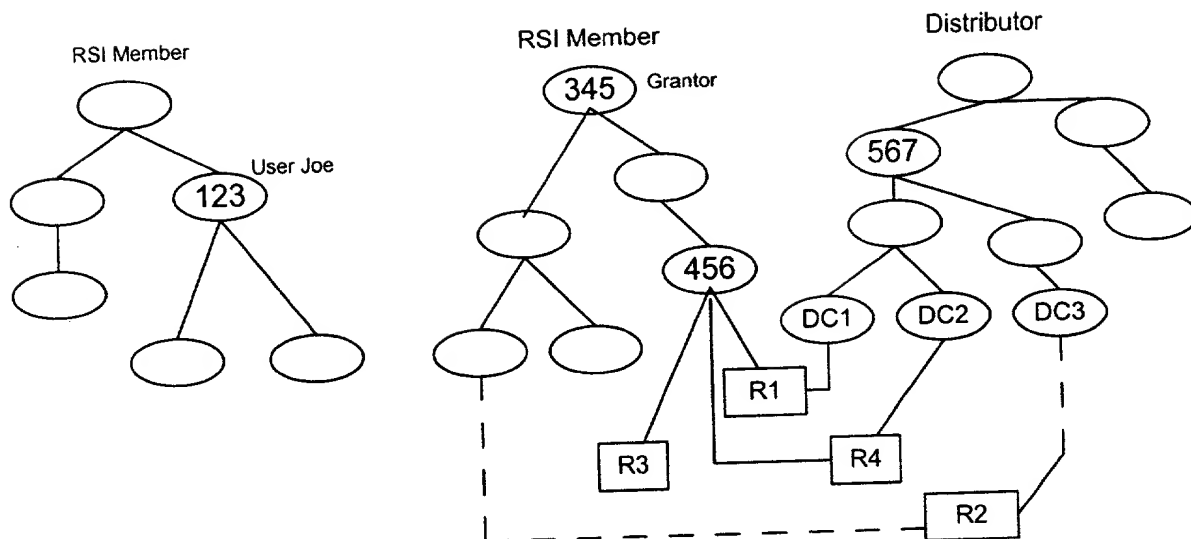 RSI Member
User Joe
123
RSI Member
345
Grantor
456
Distributor
567
DC1
DC2
DC3
R1
R3
R4
R2